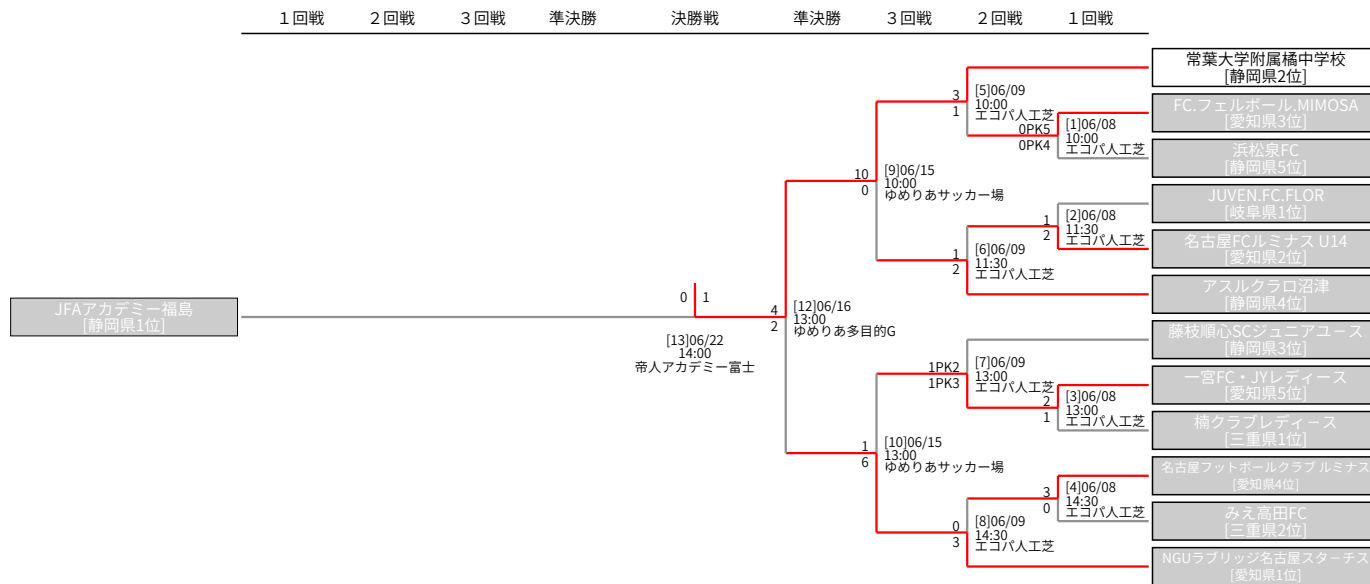 １回戦 ２回戦 ３回戦 準決勝 決勝戦 準決勝 ３回戦 ２回戦 １回戦
常葉大学附属橘中学校
[静岡県2位]
3
1
[5]06/09
10:00
エコパ人工芝
FC.フェルボール.MIMOSA
[愛知県3位]
0PK5
0PK4
[1]06/08
10:00
エコパ人工芝
浜松泉FC
[静岡県5位]
10
0
[9]06/15
10:00
ゆめりあサッカー場
JUVEN.FC.FLOR
[岐阜県1位]
1
2
[2]06/08
11:30
エコパ人工芝
名古屋FCルミナス U14
[愛知県2位]
1
2
[6]06/09
11:30
エコパ人工芝
アスルクラロ沼津
[静岡県4位]
JFAアカデミー福島
[静岡県1位]
0 1
[13]06/22
14:00
帝人アカデミー富士
4
2
[12]06/16
13:00
ゆめりあ多目的G
藤枝順心SCジュニアユース
[静岡県3位]
1PK2
1PK3
[7]06/09
13:00
エコパ人工芝
一宮FC・JYレディース
[愛知県5位]
2
1
[3]06/08
13:00
エコパ人工芝
楠クラブレディース
[三重県1位]
1
6
[10]06/15
13:00
ゆめりあサッカー場
名古屋フットボールクラブ ルミナス
[愛知県4位]
3
0
[4]06/08
14:30
エコパ人工芝
みえ高田FC
[三重県2位]
0
3
[8]06/09
14:30
エコパ人工芝
NGUラブリッジ名古屋スターチス
[愛知県1位]